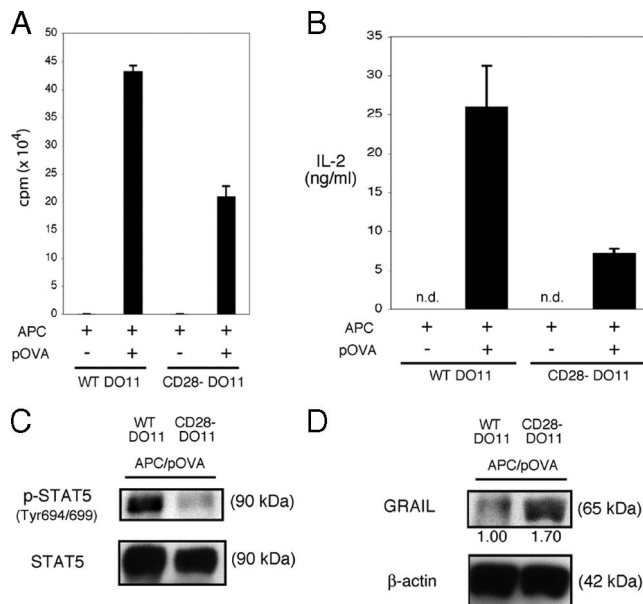 A
50
45
40
35
30
25
20
15
10
5
0
cpm (x 10⁴)
APC + + + +
pOVA - + - +
WT DO11 CD28- DO11
B
35
30
25
20
15
10
5
0
IL-2
(ng/ml)
n.d. n.d.
APC + + + +
pOVA - + - +
WT DO11 CD28- DO11
C
WT CD28-
DO11 DO11
APC/pOVA
p-STAT5 (90 kDa)
(Tyr694/699)
STAT5 (90 kDa)
D
WT CD28-
DO11 DO11
APC/pOVA
GRAIL (65 kDa)
1.00 1.70
β-actin (42 kDa)